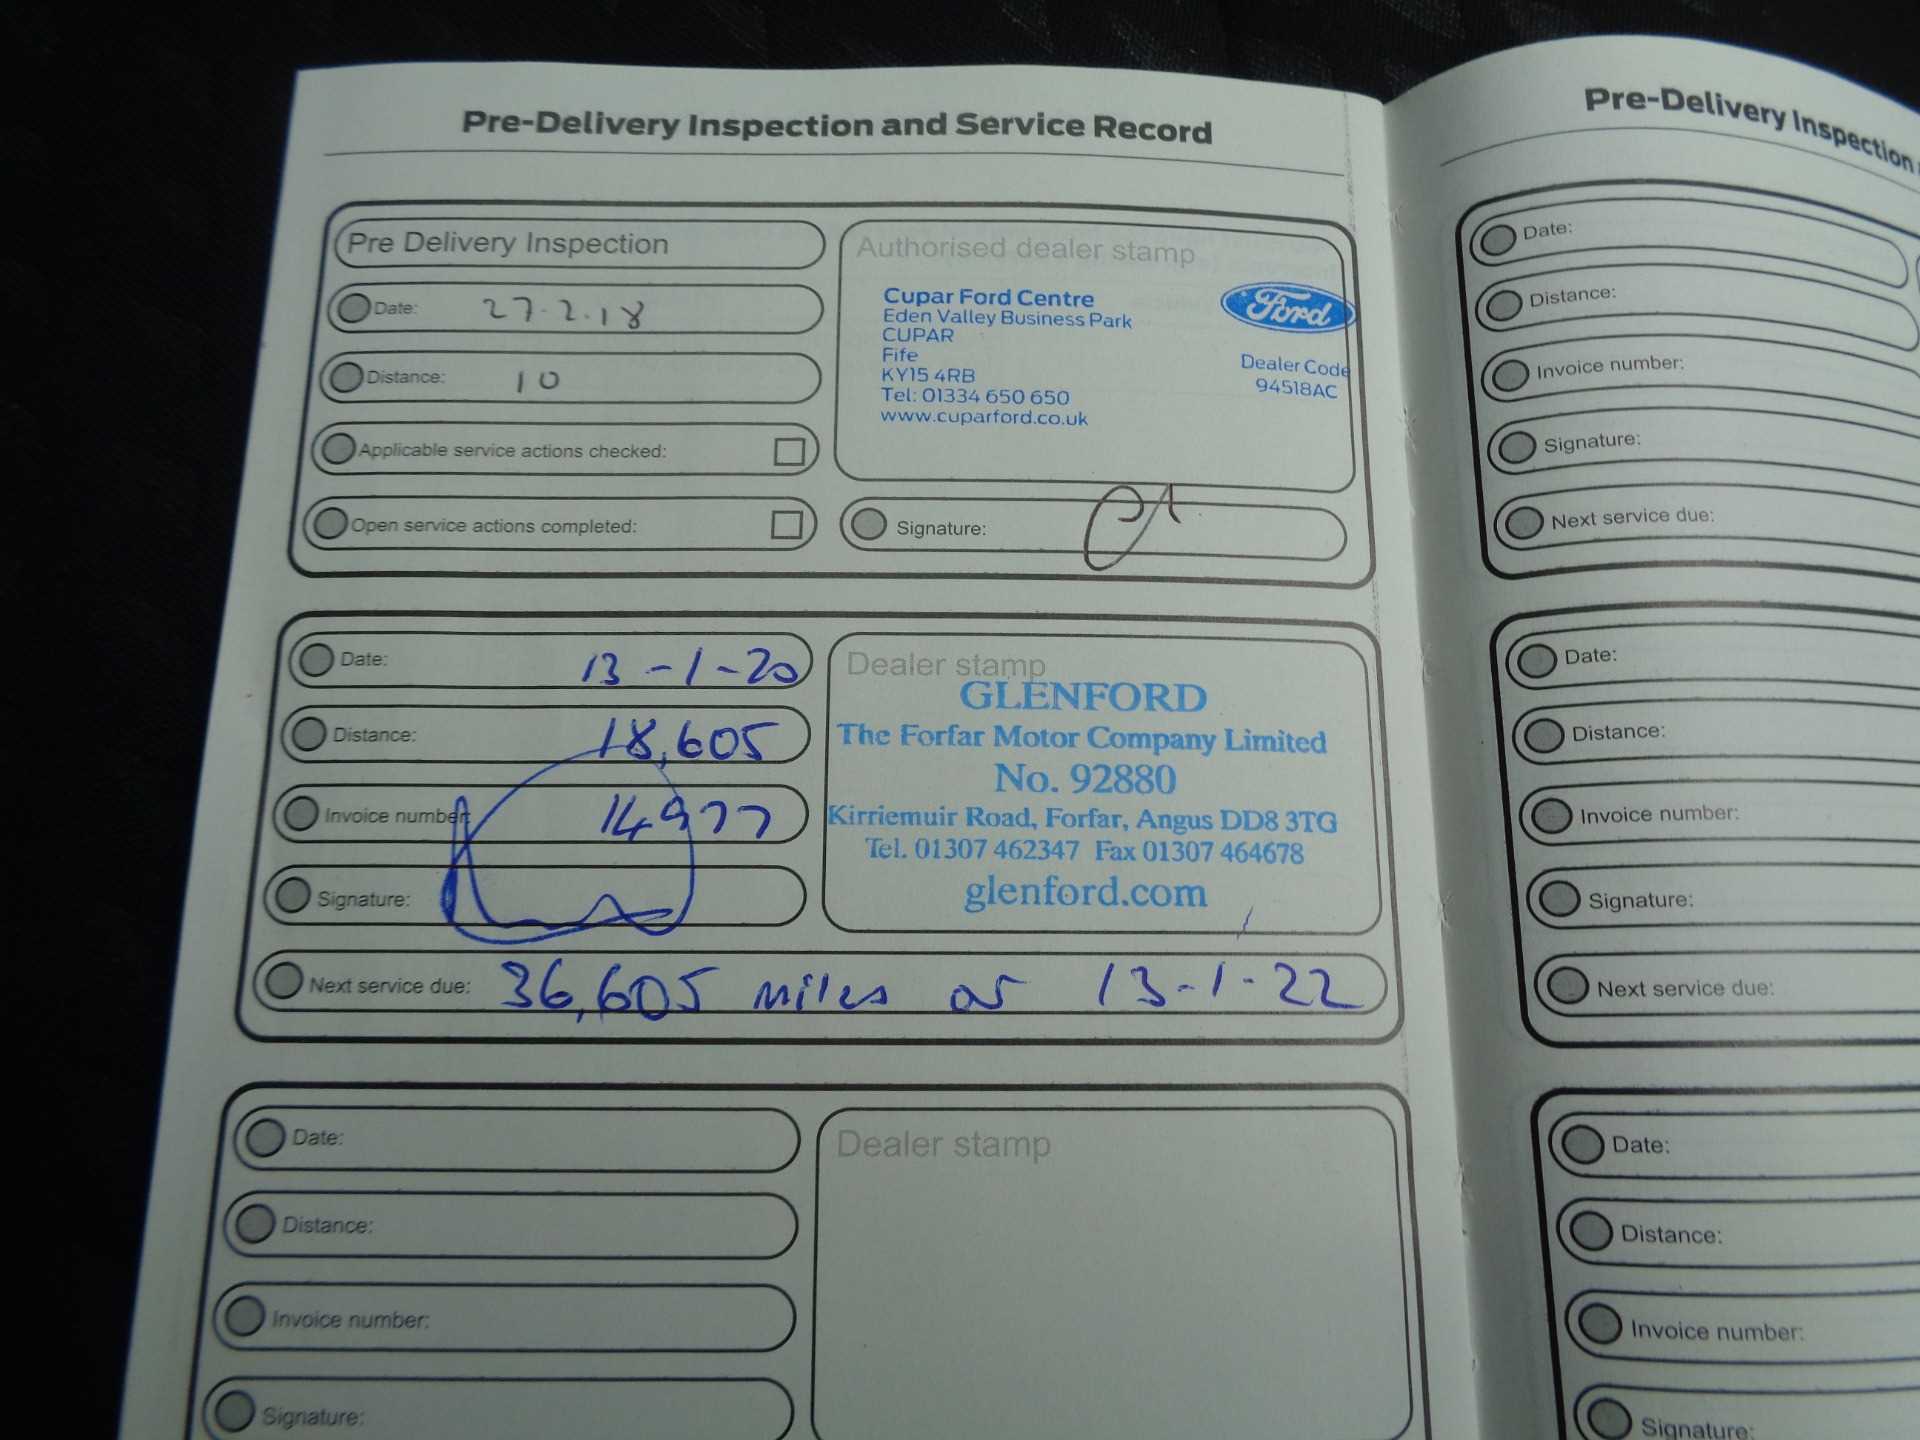 Pre-Delivery Inspection and Service Record
Pre Delivery Inspection
Date: 27.2.18
Distance: 10
Applicable service actions checked:
Open service actions completed:
Authorised dealer stamp
Cupar Ford Centre
Eden Valley Business Park
CUPAR
Fife
KY15 4RB
Tel: 01334 650 650
www.cuparford.co.uk
Ford
Dealer Code
94518AC
Signature:
Date: 13-1-20
Distance: 18,605
Invoice number: 14977
Signature:
Dealer stamp
GLENFORD
The Forfar Motor Company Limited
No. 92880
Kirriemuir Road, Forfar, Angus DD8 3TG
Tel. 01307 462347 Fax 01307 464678
glenford.com
Next service due: 36,605 miles or 13-1-22
Date:
Distance:
Invoice number:
Signature:
Dealer stamp
Pre-Delivery Inspection
Date:
Distance:
Invoice number:
Signature:
Next service due:
Date:
Distance:
Invoice number:
Signature:
Next service due:
Date:
Distance:
Invoice number:
Signature: